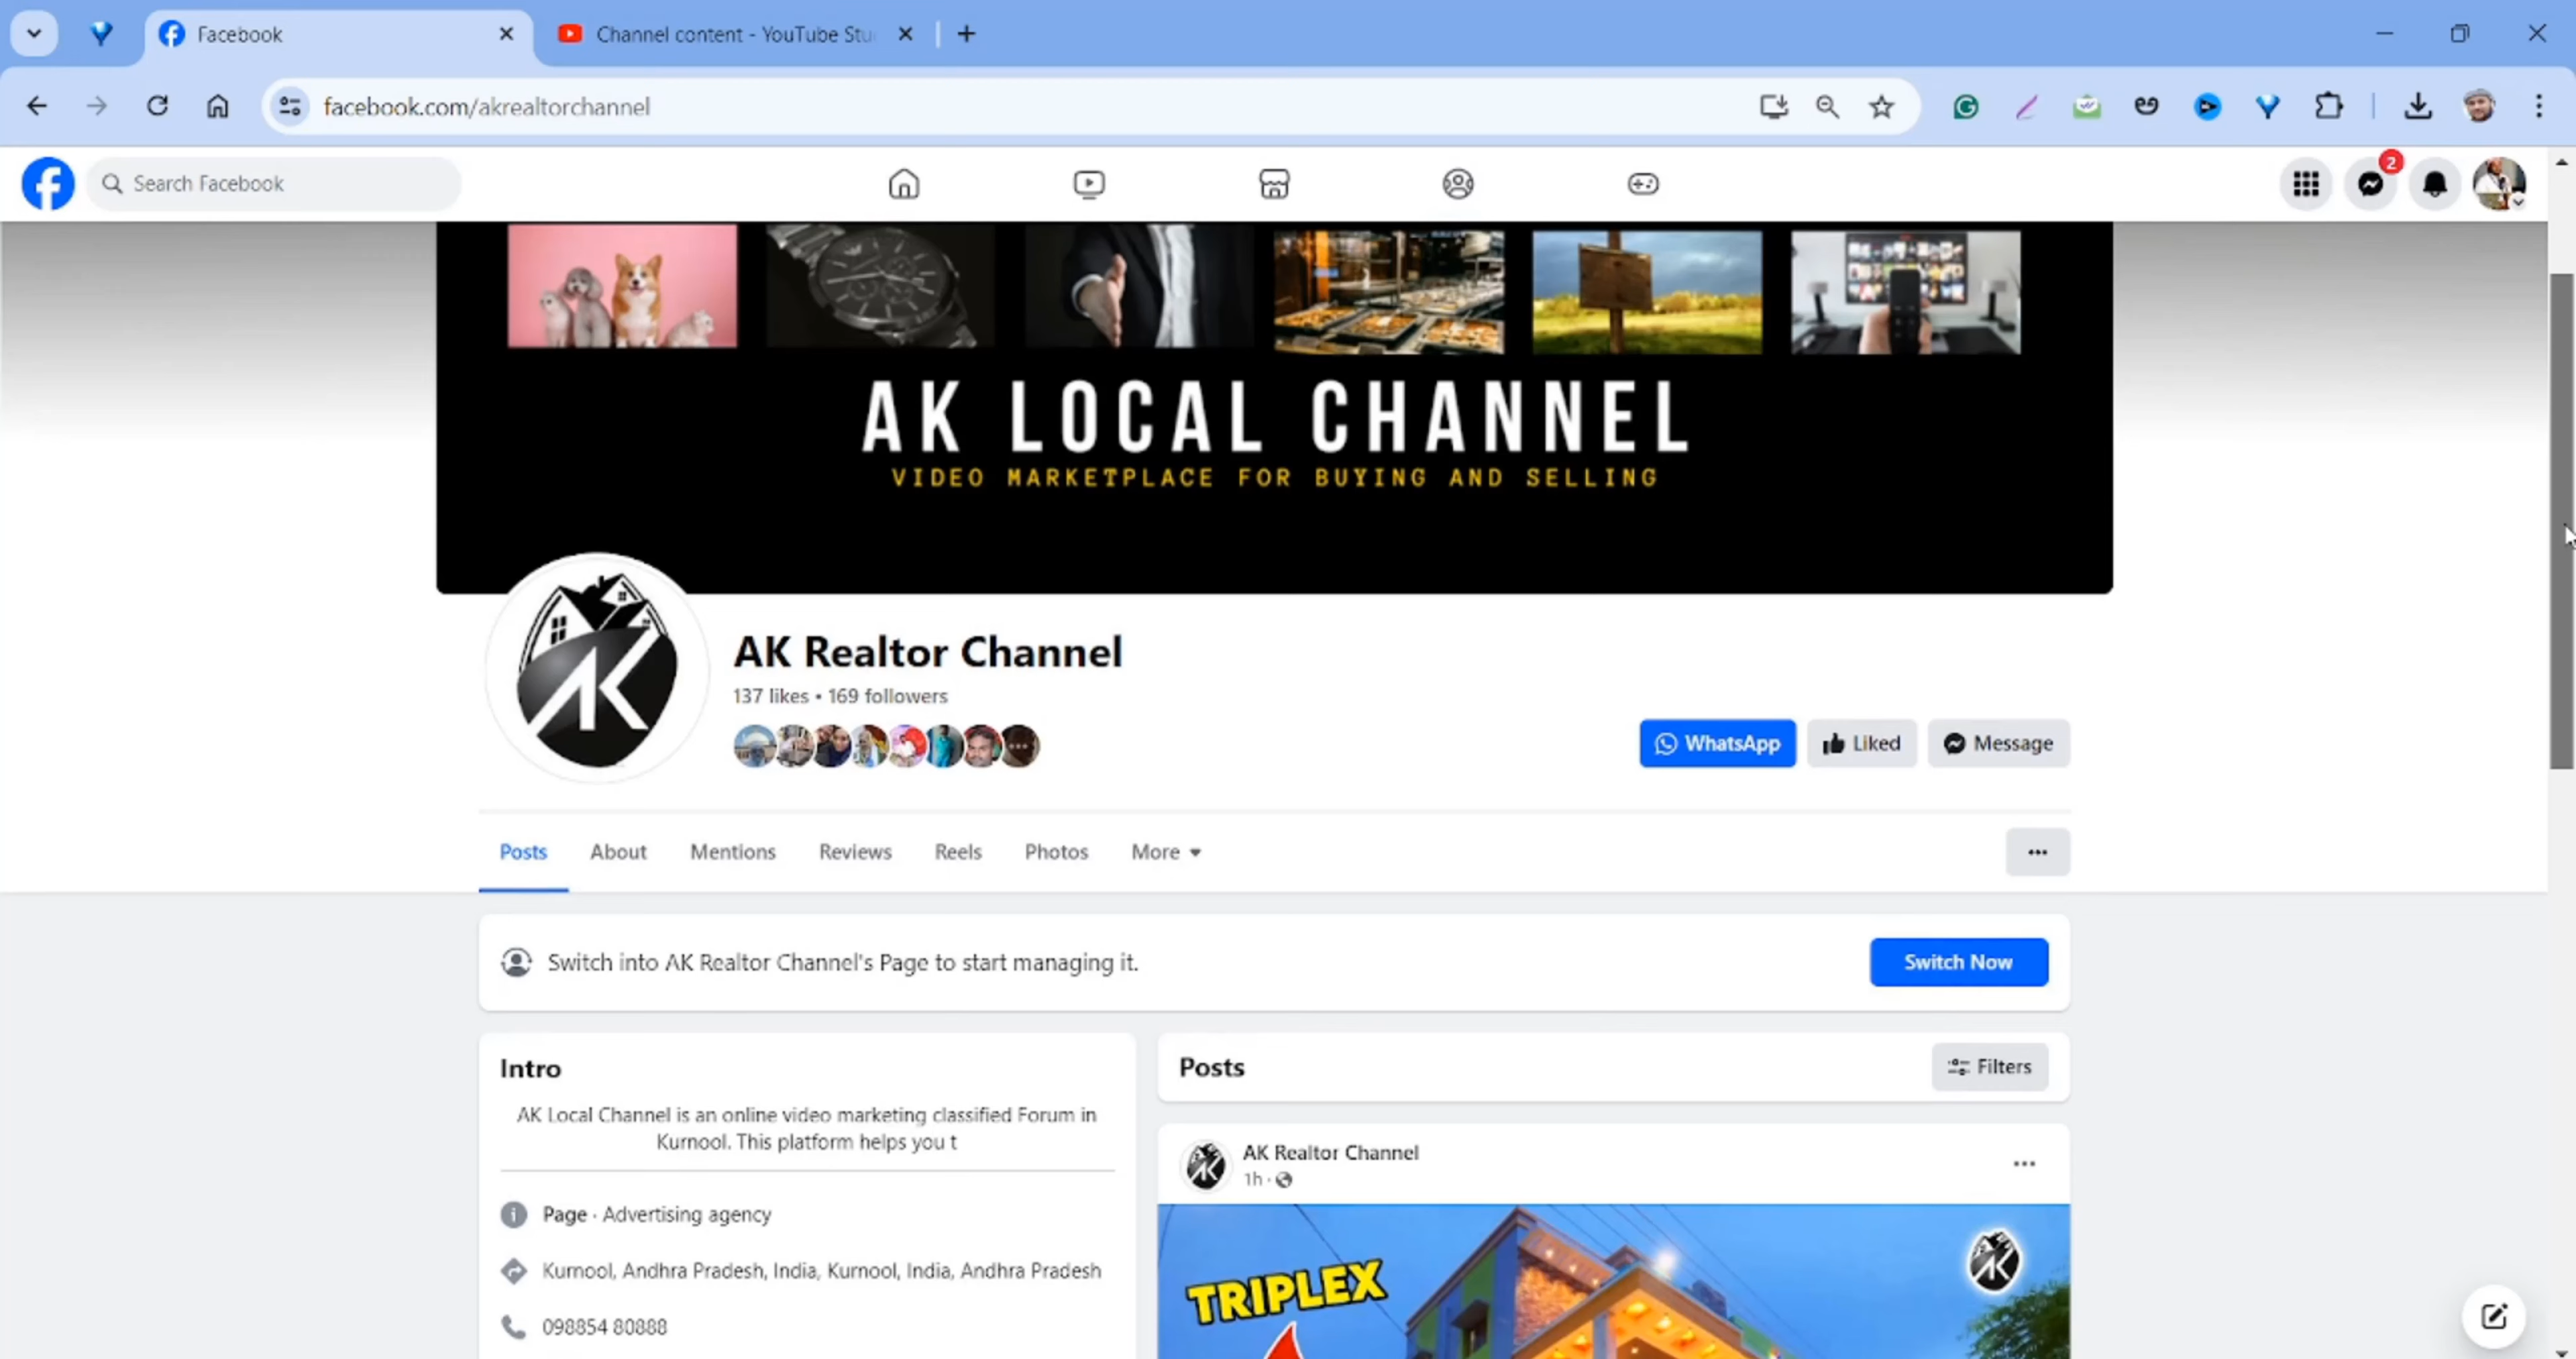 Facebook
Channel content - YouTube Stu
facebook.com/akrealtorchannel
Search Facebook
2
AK LOCAL CHANNEL
VIDEO MARKETPLACE FOR BUYING AND SELLING
AK
AK Realtor Channel
137 likes • 169 followers
WhatsApp
Liked
Message
Posts
About
Mentions
Reviews
Reels
Photos
More
Switch into AK Realtor Channel's Page to start managing it.
Switch Now
Intro
AK Local Channel is an online video marketing classified Forum in
Kurnool. This platform helps you t
Page · Advertising agency
Kurnool, Andhra Pradesh, India, Kurnool, India, Andhra Pradesh
098854 80888
Posts
Filters
AK
AK Realtor Channel
1h ·
TRIPLEX
AK